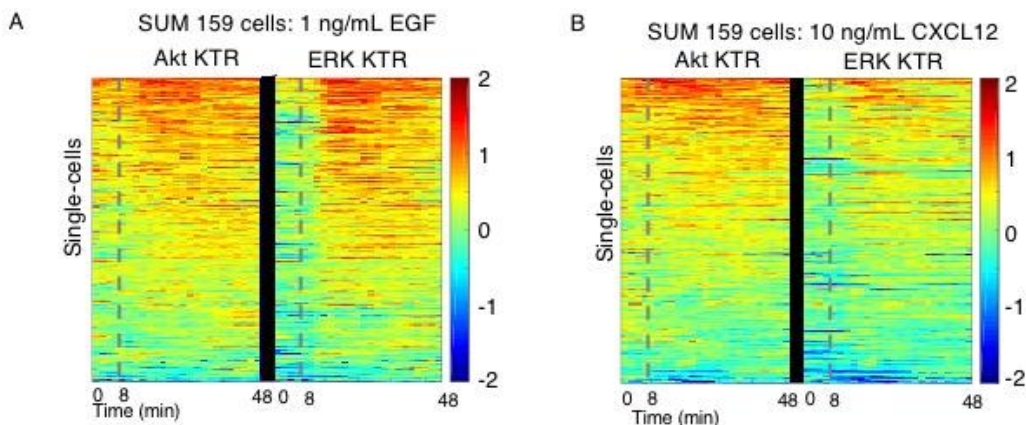 A
SUM 159 cells: 1 ng/mL EGF
Akt KTR
ERK KTR
Single-cells
2
1
0
-1
-2
0 8 48 0 8 48
Time (min)
B
SUM 159 cells: 10 ng/mL CXCL12
Akt KTR
ERK KTR
Single-cells
2
1
0
-1
-2
0 8 48 0 8 48
Time (min)